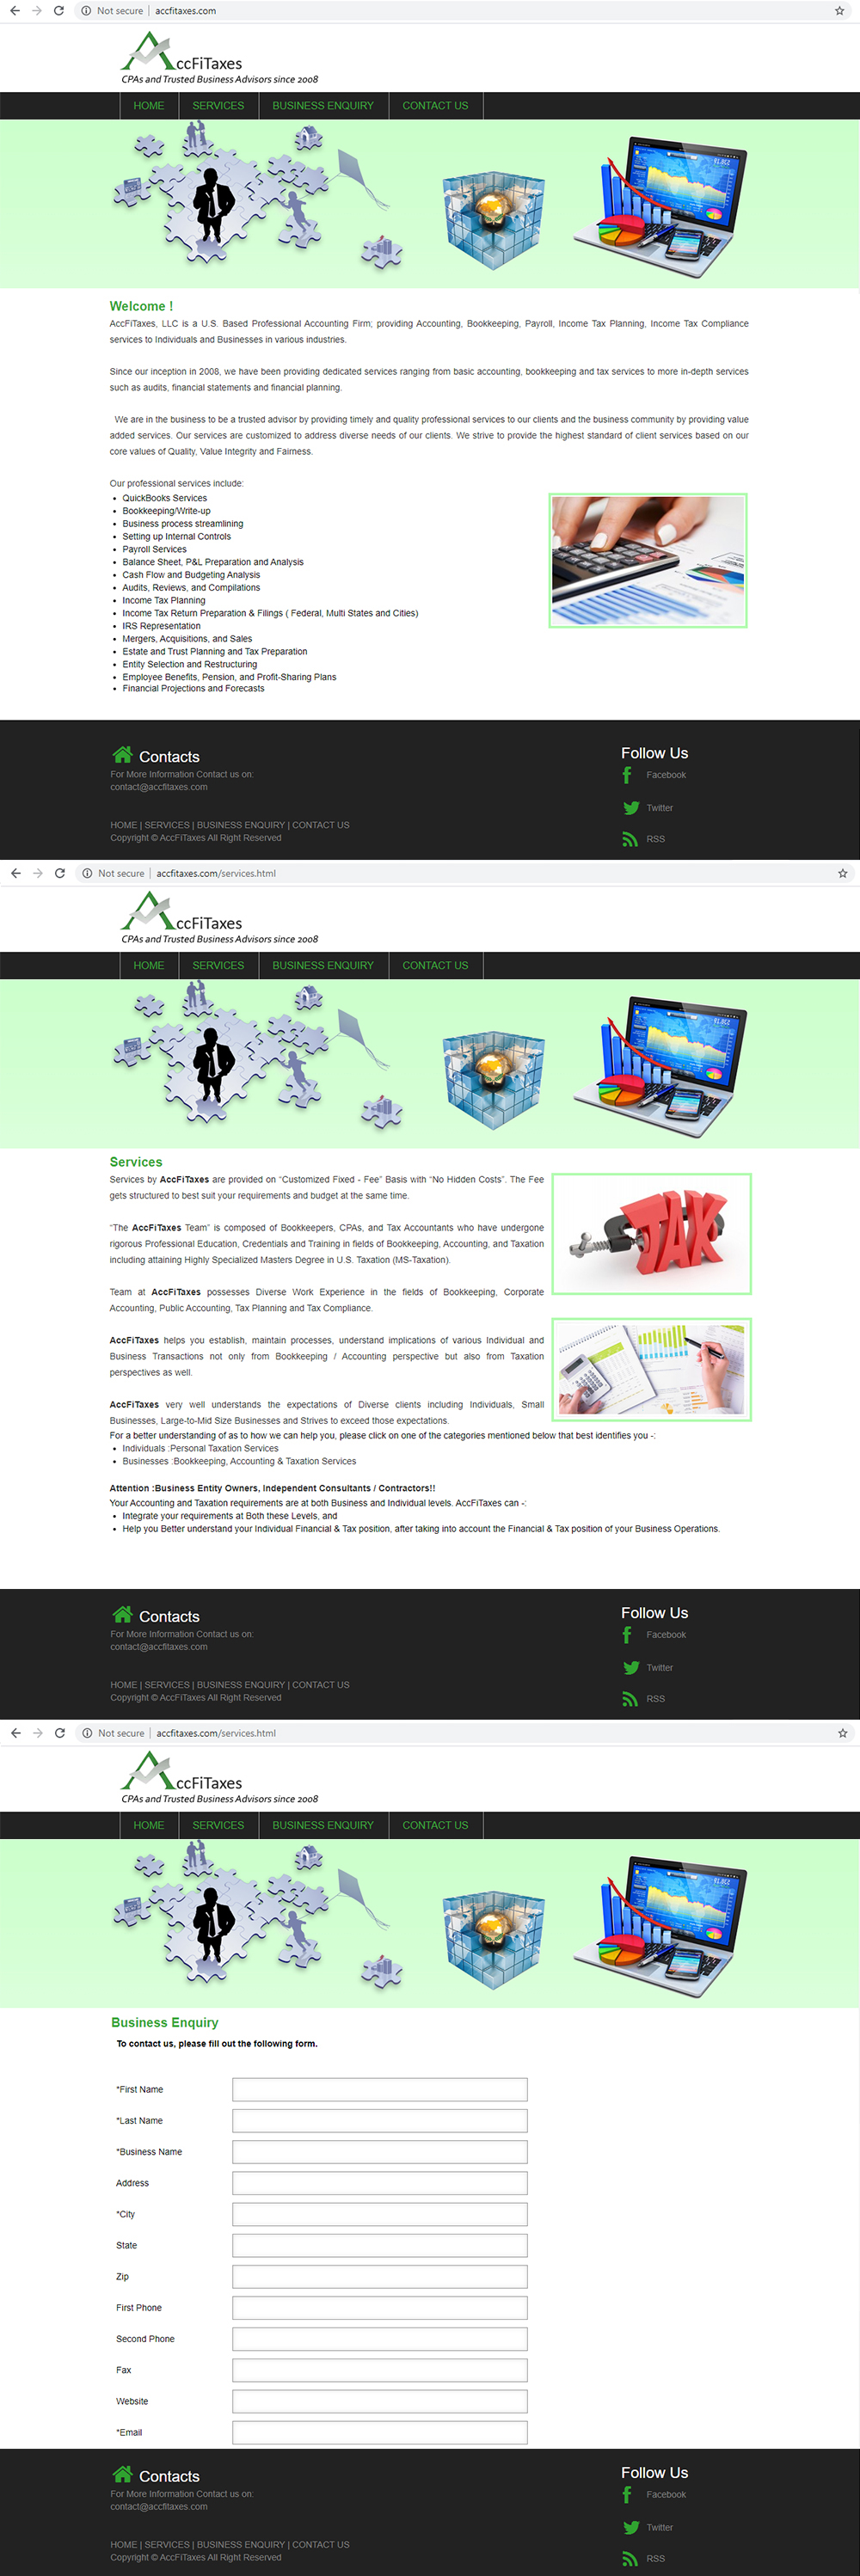 Not secure | accfitaxes.com
AccFiTaxes
CPAs and Trusted Business Advisors since 2008
HOME SERVICES BUSINESS ENQUIRY CONTACT US
Welcome !
AccFiTaxes, LLC is a U.S. Based Professional Accounting Firm; providing Accounting, Bookkeeping, Payroll, Income Tax Planning, Income Tax Compliance
services to Individuals and Businesses in various industries.
Since our inception in 2008, we have been providing dedicated services ranging from basic accounting, bookkeeping and tax services to more in-depth services
such as audits, financial statements and financial planning.
We are in the business to be a trusted advisor by providing timely and quality professional services to our clients and the business community by providing value
added services. Our services are customized to address diverse needs of our clients. We strive to provide the highest standard of client services based on our
core values of Quality, Value Integrity and Fairness.
Our professional services include:
• QuickBooks Services
• Bookkeeping/Write-up
• Business process streamlining
• Setting up Internal Controls
• Payroll Services
• Balance Sheet, P&L Preparation and Analysis
• Cash Flow and Budgeting Analysis
• Audits, Reviews, and Compilations
• Income Tax Planning
• Income Tax Return Preparation & Filings ( Federal, Multi States and Cities)
• IRS Representation
• Mergers, Acquisitions, and Sales
• Estate and Trust Planning and Tax Preparation
• Entity Selection and Restructuring
• Employee Benefits, Pension, and Profit-Sharing Plans
• Financial Projections and Forecasts
Contacts
For More Information Contact us on:
contact@accfitaxes.com
HOME | SERVICES | BUSINESS ENQUIRY | CONTACT US
Copyright © AccFiTaxes All Right Reserved
Follow Us
Facebook
Twitter
RSS
Not secure | accfitaxes.com/services.html
AccFiTaxes
CPAs and Trusted Business Advisors since 2008
HOME SERVICES BUSINESS ENQUIRY CONTACT US
Services
Services by AccFiTaxes are provided on “Customized Fixed - Fee” Basis with “No Hidden Costs”. The Fee
gets structured to best suit your requirements and budget at the same time.
“The AccFiTaxes Team” is composed of Bookkeepers, CPAs, and Tax Accountants who have undergone
rigorous Professional Education, Credentials and Training in fields of Bookkeeping, Accounting, and Taxation
including attaining Highly Specialized Masters Degree in U.S. Taxation (MS-Taxation).
Team at AccFiTaxes possesses Diverse Work Experience in the fields of Bookkeeping, Corporate
Accounting, Public Accounting, Tax Planning and Tax Compliance.
AccFiTaxes helps you establish, maintain processes, understand implications of various Individual and
Business Transactions not only from Bookkeeping / Accounting perspective but also from Taxation
perspectives as well.
AccFiTaxes very well understands the expectations of Diverse clients including Individuals, Small
Businesses, Large-to-Mid Size Businesses and Strives to exceed those expectations.
TAX
For a better understanding of as to how we can help you, please click on one of the categories mentioned below that best identifies you -:
• Individuals :Personal Taxation Services
• Businesses :Bookkeeping, Accounting & Taxation Services
Attention :Business Entity Owners, Independent Consultants / Contractors!!
Your Accounting and Taxation requirements are at both Business and Individual levels. AccFiTaxes can -:
• Integrate your requirements at Both these Levels, and
• Help you Better understand your Individual Financial & Tax position, after taking into account the Financial & Tax position of your Business Operations.
Contacts
For More Information Contact us on:
contact@accfitaxes.com
HOME | SERVICES | BUSINESS ENQUIRY | CONTACT US
Copyright © AccFiTaxes All Right Reserved
Follow Us
Facebook
Twitter
RSS
Not secure | accfitaxes.com/services.html
AccFiTaxes
CPAs and Trusted Business Advisors since 2008
HOME SERVICES BUSINESS ENQUIRY CONTACT US
Business Enquiry
To contact us, please fill out the following form.
*First Name
*Last Name
*Business Name
Address
*City
State
Zip
First Phone
Second Phone
Fax
Website
*Email
Contacts
For More Information Contact us on:
contact@accfitaxes.com
HOME | SERVICES | BUSINESS ENQUIRY | CONTACT US
Copyright © AccFiTaxes All Right Reserved
Follow Us
Facebook
Twitter
RSS